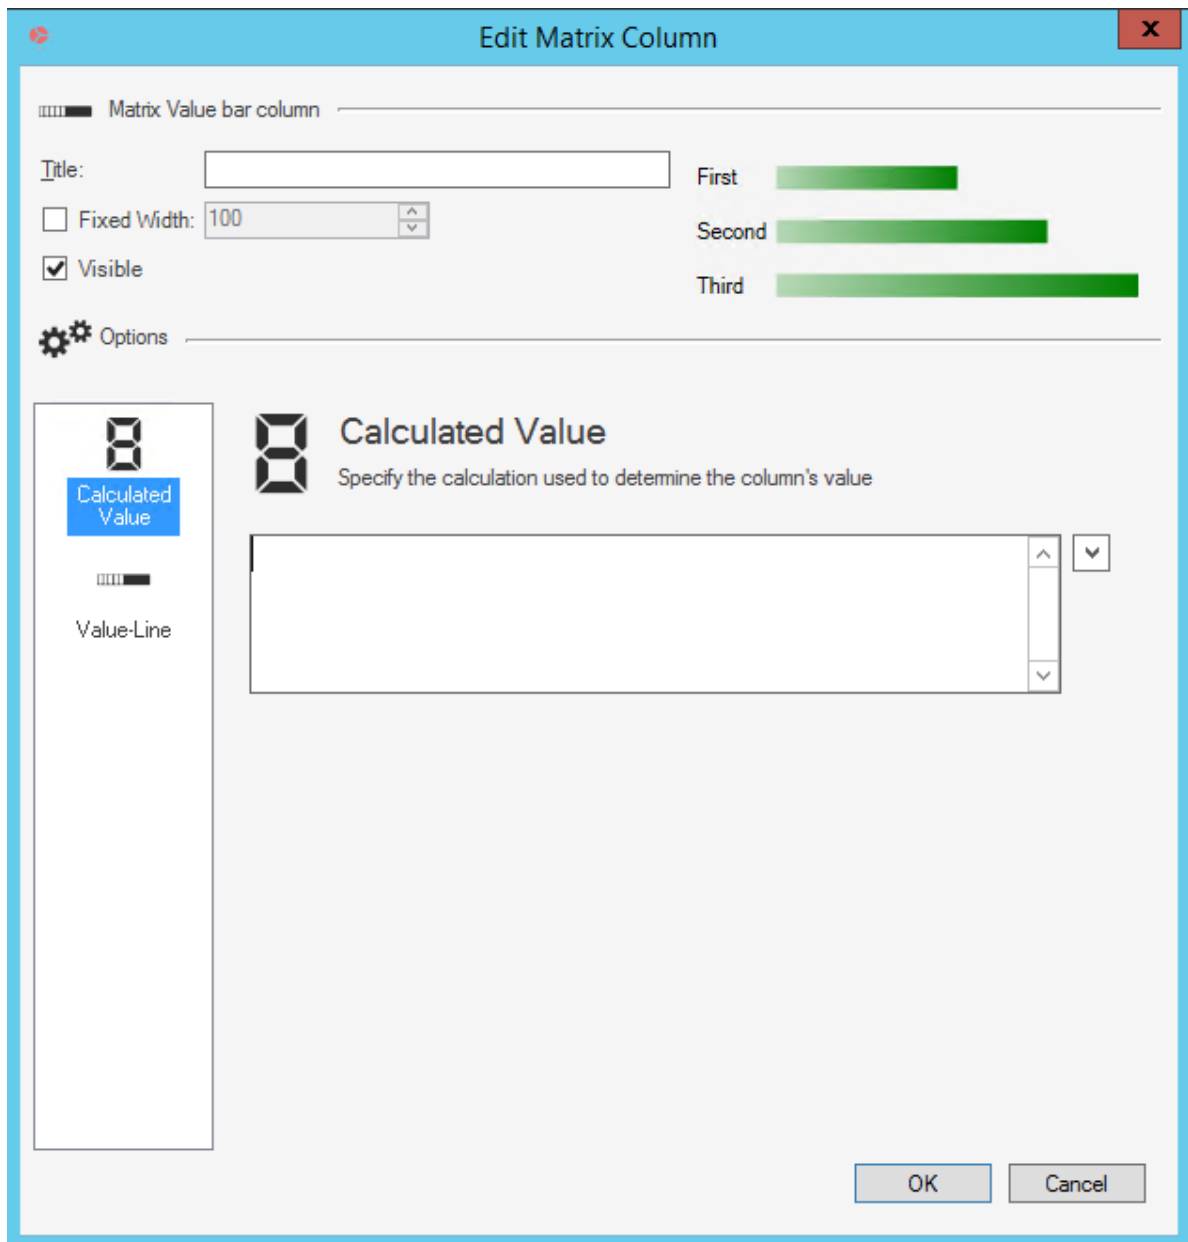 Edit Matrix Column
x
Matrix Value bar column
Title:
First
Fixed Width: 100
Second
Visible
Third
Options
Calculated Value
Specify the calculation used to determine the column's value
Calculated
Value
Value-Line
OK
Cancel